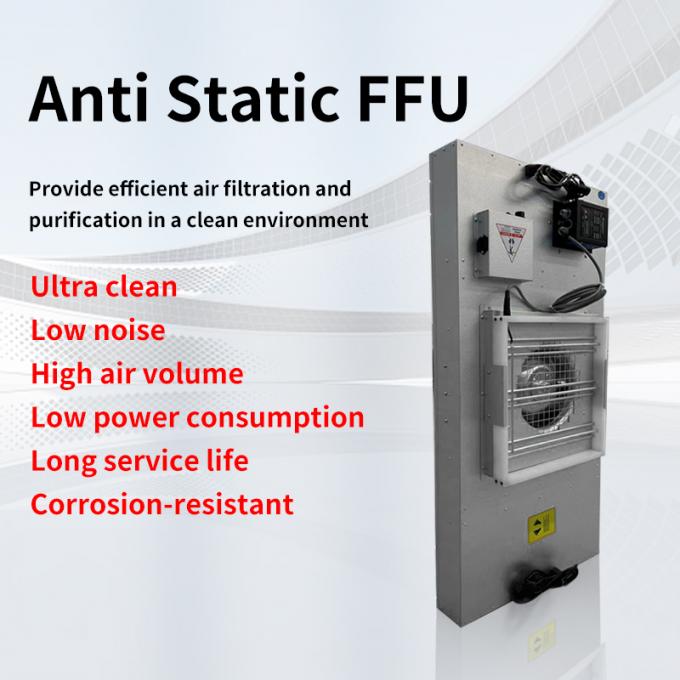 Anti Static FFU
Provide efficient air filtration and
purification in a clean environment
Ultra clean
Low noise
High air volume
Low power consumption
Long service life
Corrosion-resistant